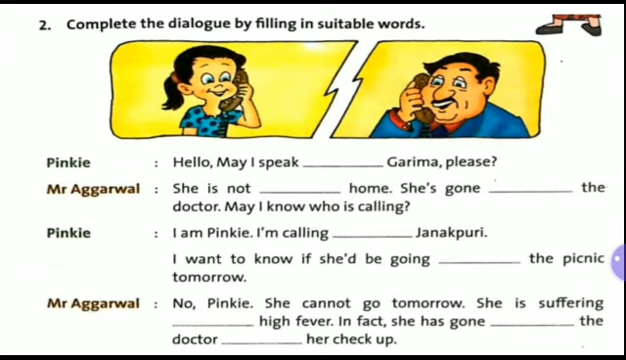 2. Complete the dialogue by filling in suitable words.
Pinkie : Hello, May I speak __________ Garima, please?
Mr Aggarwal : She is not __________ home. She's gone __________ the
doctor. May I know who is calling?
Pinkie : I am Pinkie. I'm calling __________ Janakpuri.
I want to know if she'd be going __________ the picnic
tomorrow.
Mr Aggarwal : No, Pinkie. She cannot go tomorrow. She is suffering
__________ high fever. In fact, she has gone __________ the
doctor __________ her check up.